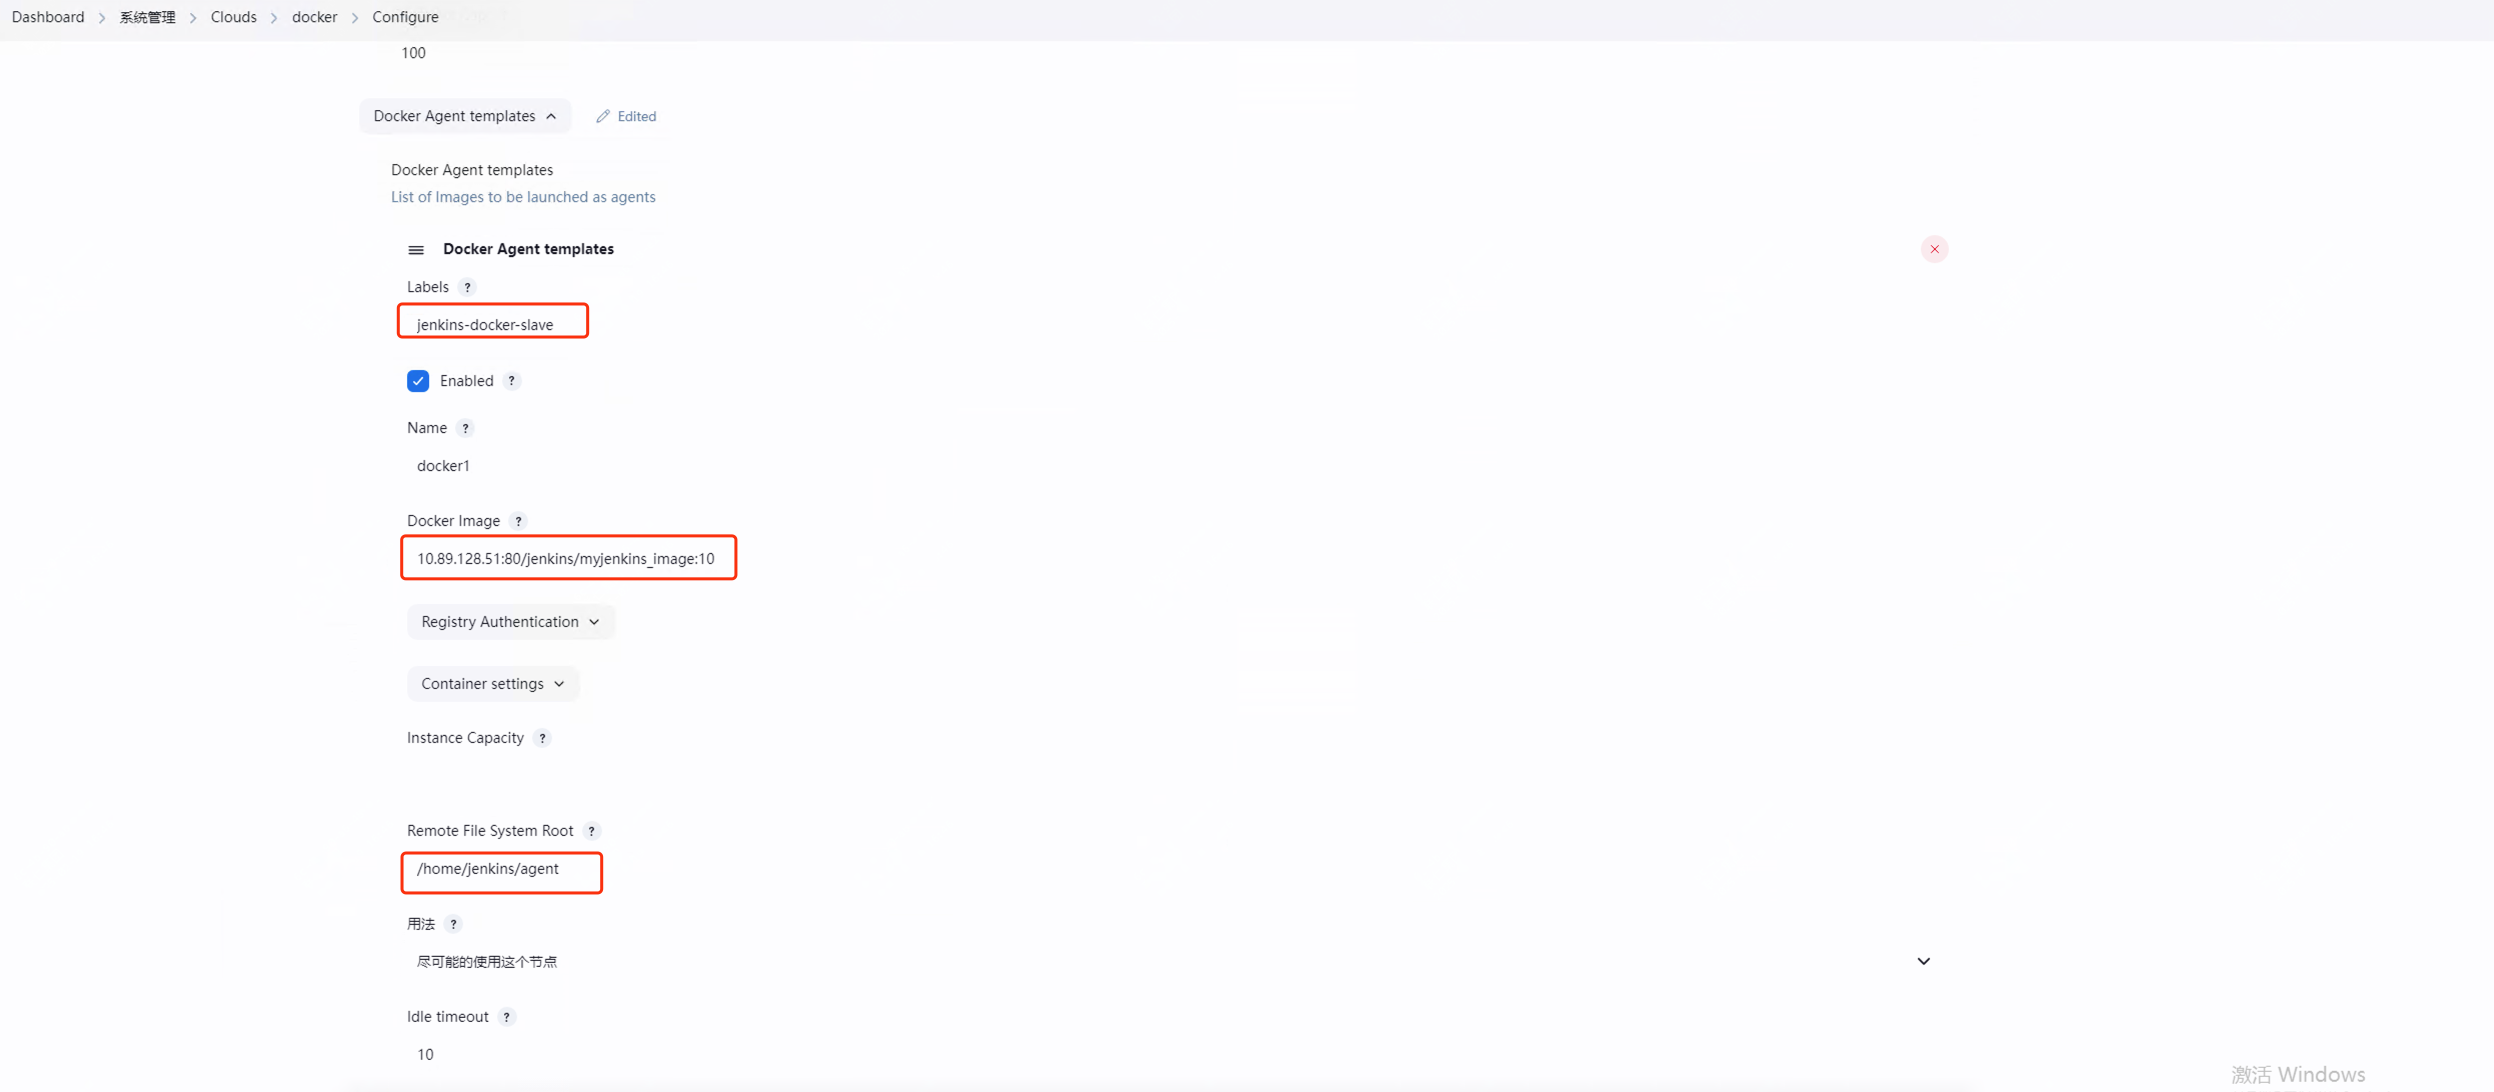 Dashboard > 系统管理 > Clouds > docker > Configure
100
Docker Agent templates Edited
Docker Agent templates
List of Images to be launched as agents
Docker Agent templates
Labels ?
jenkins-docker-slave
Enabled ?
Name ?
docker1
Docker Image ?
10.89.128.51:80/jenkins/myjenkins_image:10
Registry Authentication
Container settings
Instance Capacity ?
Remote File System Root ?
/home/jenkins/agent
用法 ?
尽可能的使用这个节点
Idle timeout ?
10
激活 Windows